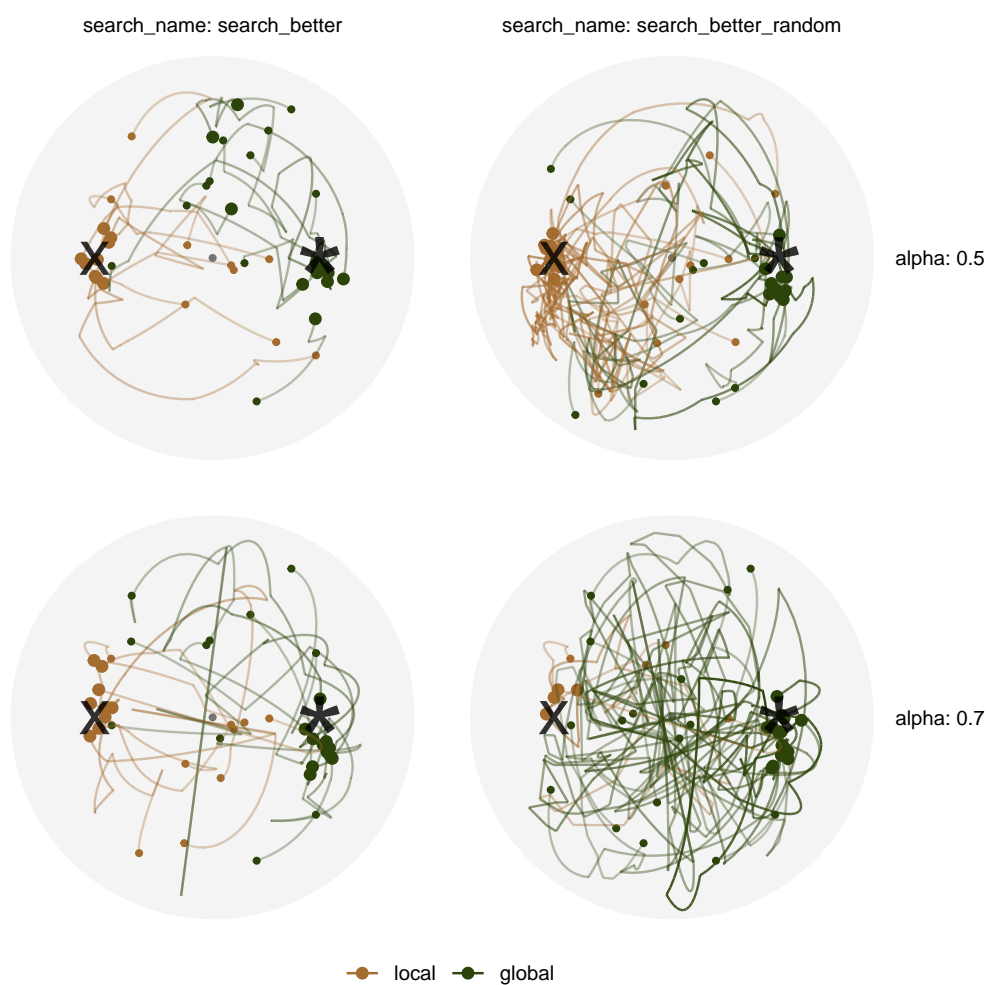 search_name: search_better
search_name: search_better_random
x
*
x
*
alpha: 0.5
x
*
x
*
alpha: 0.7
local
global